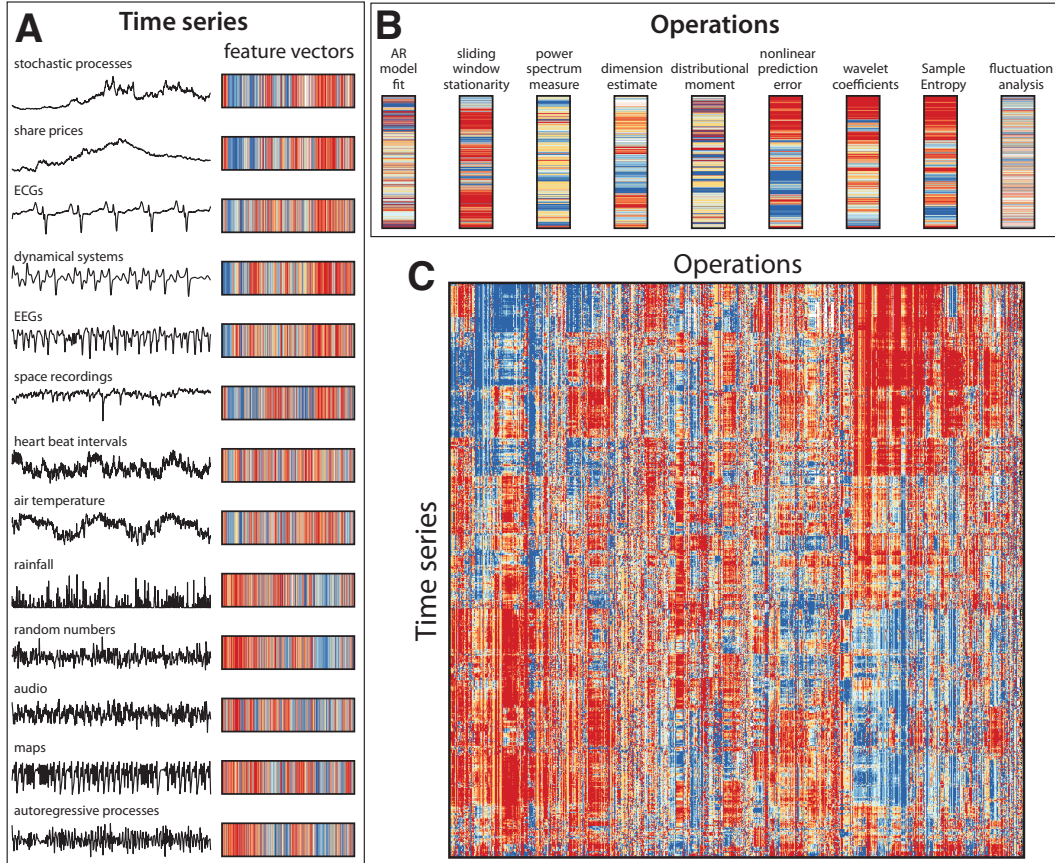 A
Time series
feature vectors
stochastic processes
share prices
ECGs
dynamical systems
EEGs
space recordings
heart beat intervals
air temperature
rainfall
random numbers
audio
maps
autoregressive processes
B
Operations
AR
model
fit
sliding
window
stationarity
power
spectrum
measure
dimension
estimate
distributional
moment
nonlinear
prediction
error
wavelet
coefficients
Sample
Entropy
fluctuation
analysis
C
Operations
Time series